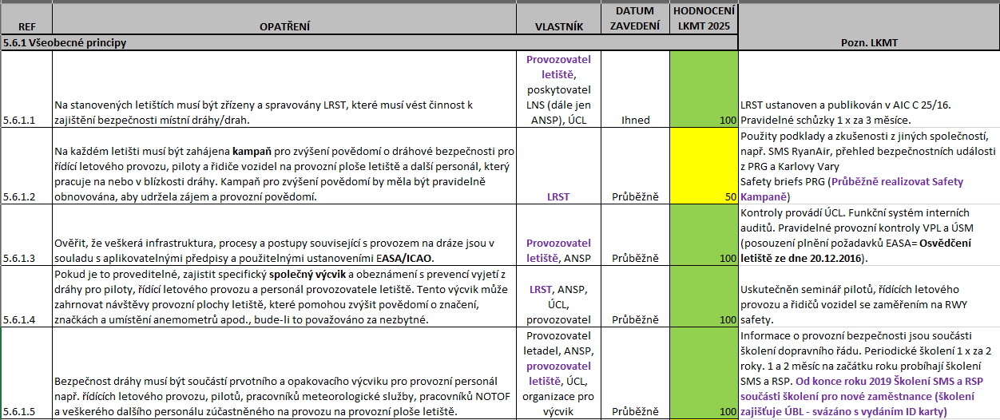 REF
OPATŘENÍ
VLASTNÍK
DATUM
ZAVEDENÍ
HODNOCENÍ
LKMT 2025
Pozn. LKMT
5.6.1 Všeobecné principy
5.6.1.1
Na stanovených letištích musí být zřízeny a spravovány LRST, které musí vést činnost k
zajištění bezpečnosti místní dráhy/drah.
Provozovatel
letiště,
poskytovatel
LNS (dále jen
ANSP), ÚCL
Ihned
100
LRST ustanoven a publikován v AIC C 25/16.
Pravidelné schůzky 1 x za 3 měsíce.
5.6.1.2
Na každém letišti musí být zahájena kampaň pro zvýšení povědomí o dráhové bezpečnosti pro
řídící letového provozu, piloty a řidiče vozidel na provozní ploše letiště a další personál, který
pracuje na nebo v blízkosti dráhy. Kampaň pro zvýšení povědomí by měla být pravidelně
obnovována, aby udržela zájem a provozní povědomí.
LRST
Průběžně
50
Použity podklady a zkušenosti z jiných společností,
např. SMS RyanAir, přehled bezpečnostních události
z PRG a Karlovy Vary
Safety briefs PRG (Průběžně realizovat Safety
Kampaně)
5.6.1.3
Ověřit, že veškerá infrastruktura, procesy a postupy související s provozem na dráze jsou v
souladu s aplikovatelnými předpisy a použitelnými ustanoveními EASA/ICAO.
Provozovatel
letiště, ANSP
Průběžně
100
Kontroly provádí ÚCL. Funkční systém interních
auditů. Pravidelné provozní kontroly VPL a ÚSM
(posouzení plnění požadavků EASA= Osvědčení
letiště ze dne 20.12.2016).
5.6.1.4
Pokud je to proveditelné, zajistit specifický společný výcvik a obeznámení s prevencí vyjetí z
dráhy pro piloty, řídící letového provozu a personál provozovatele letiště. Tento výcvik může
zahrnovat návštěvy provozní plochy letiště, které pomohou zvýšit povědomí o značení,
značkách a umístění anemometrů apod., bude-li to považováno za nezbytné.
LRST, ANSP,
ÚCL,
provozovatel
Průběžně
100
Uskutečněn seminář pilotů, řídících letového
provozu a řidičů vozidel se zaměřením na RWY
safety.
5.6.1.5
Bezpečnost dráhy musí být součástí prvotního a opakovacího výcviku pro provozní personál
např. řídících letového provozu, pilotů, pracovníků meteorologické služby, pracovníků NOTOF
a veškerého dalšího personálu zúčastněného na provozu na provozní ploše letiště.
Provozovatel
letadel, ANSP,
provozovatel
letiště, ÚCL,
organizace pro
výcvik
Průběžně
100
Informace o provozní bezpečnosti jsou součásti
školení dopravního řádu. Periodické školení 1 x za 2
roky. 1 a 2 měsíc na začátku roku probíhají školení
SMS a RSP. Od konce roku 2019 Školení SMS a RSP
součásti školení pro nové zaměstnance (školení
zajišťuje ÚBL - svázáno s vydáním ID karty)